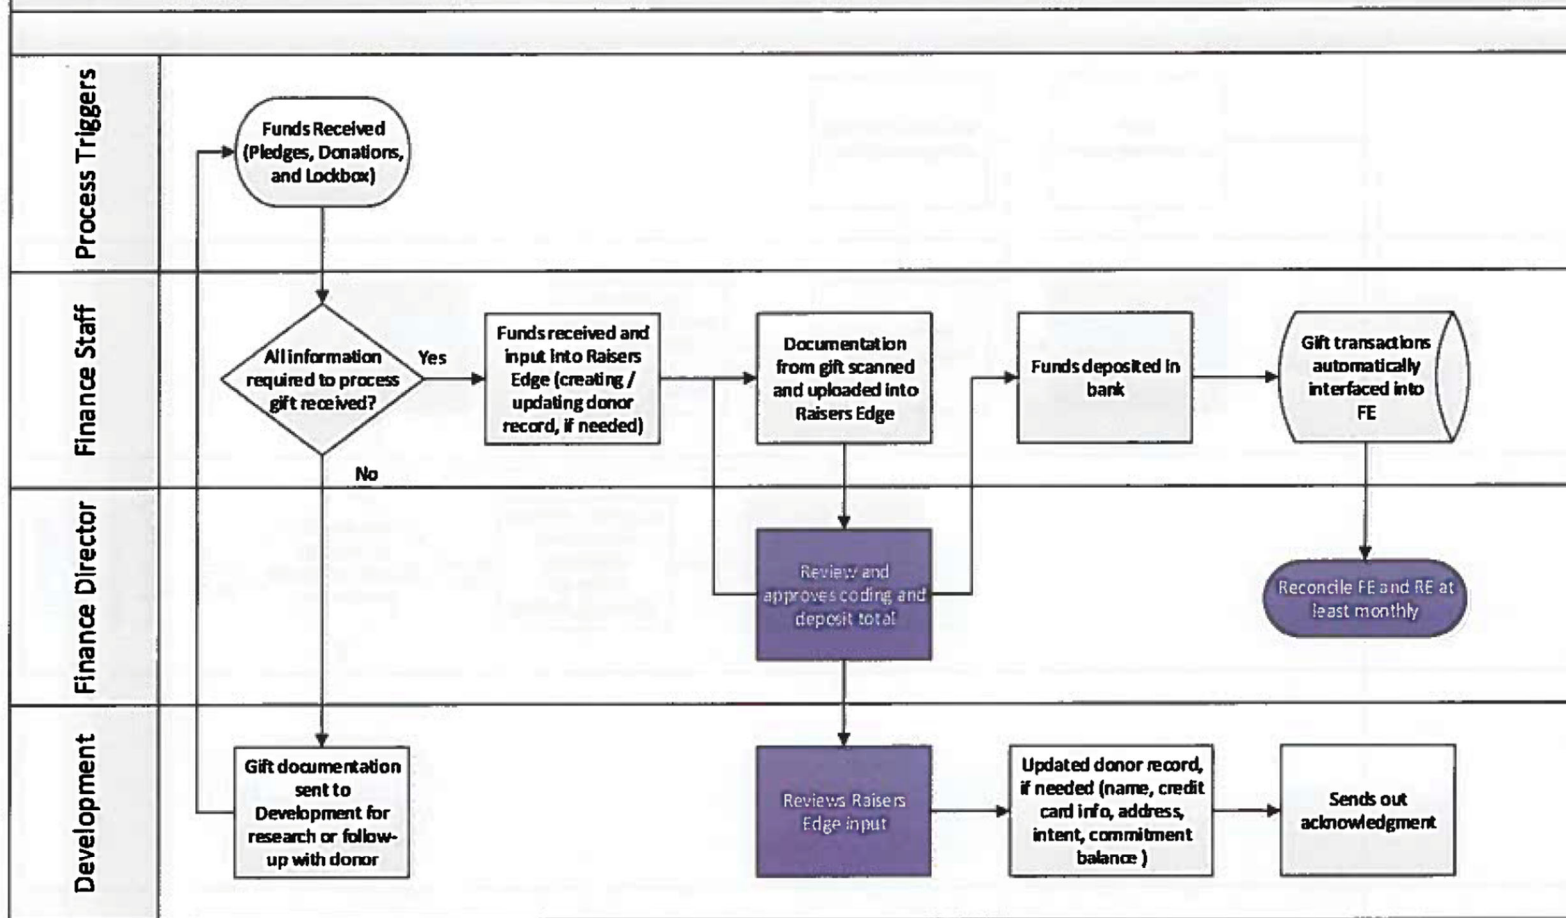 Process Triggers
Funds Received
(Pledges, Donations,
and Lockbox)
Finance Staff
All information
required to process
gift received?
Yes
No
Funds received and
input into Raisers
Edge (creating /
updating donor
record, if needed)
Documentation
from gift scanned
and uploaded into
Raisers Edge
Funds deposited in
bank
Gift transactions
automatically
interfaced into
FE
Finance Director
Review and
approves coding and
deposit total
Reconcile FE and RE at
least monthly
Development
Gift documentation
sent to
Development for
research or follow-
up with donor
Reviews Raisers
Edge input
Updated donor record,
if needed (name, credit
card info, address,
intent, commitment
balance )
Sends out
acknowledgment